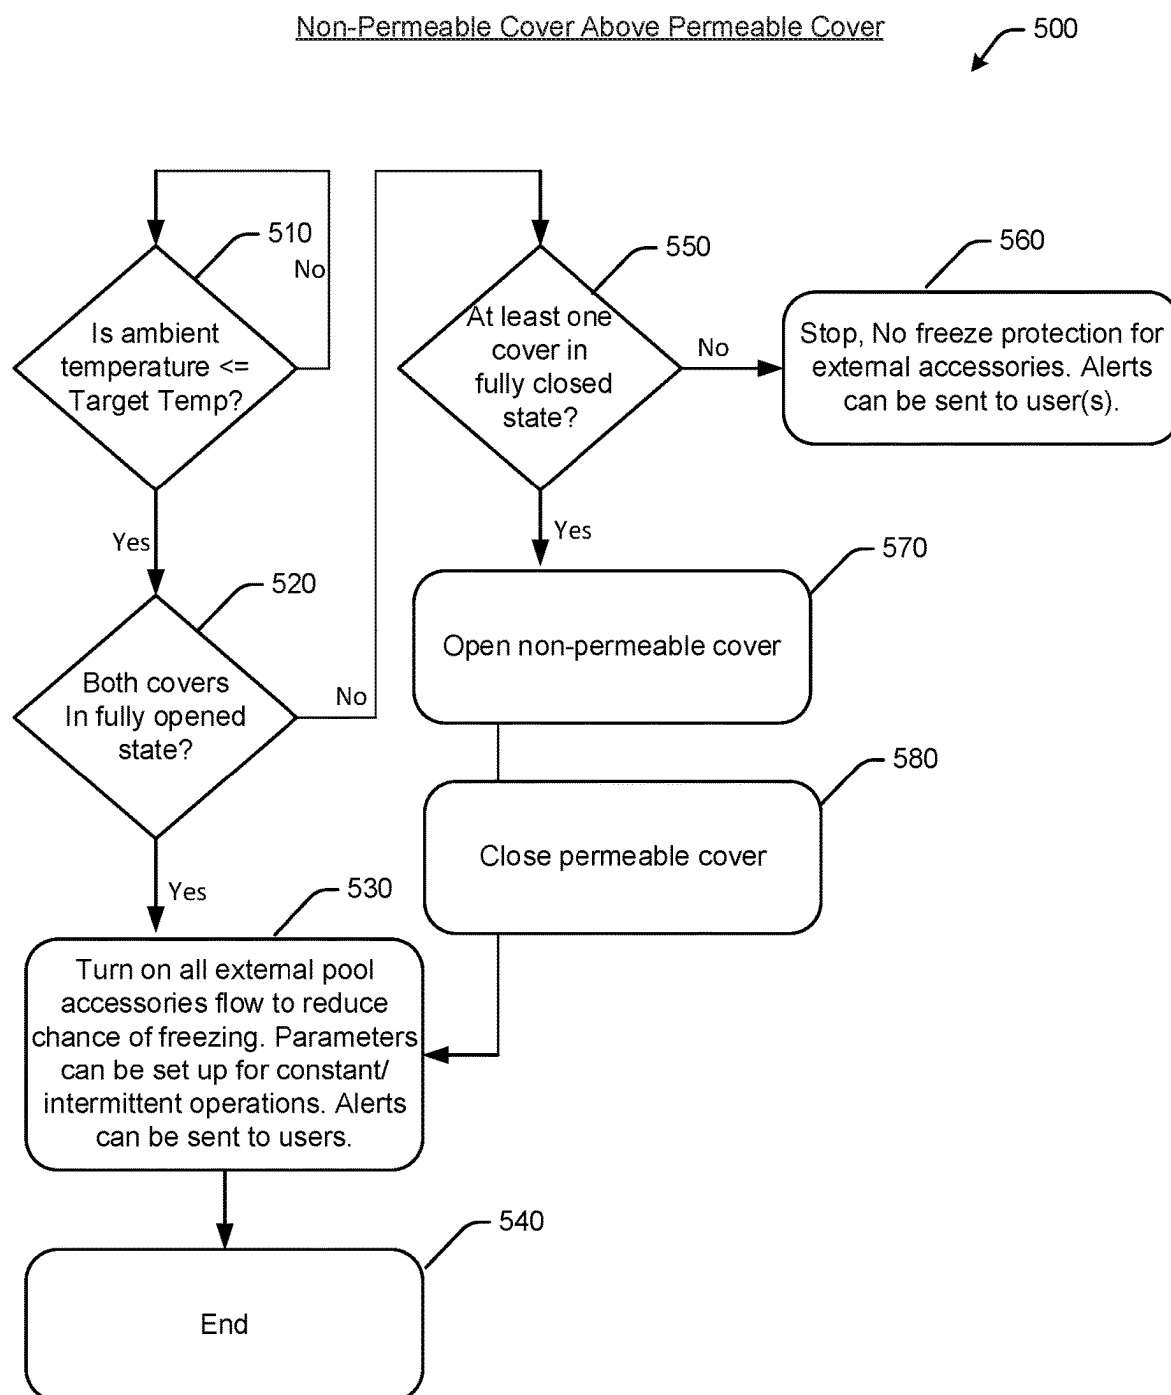 Non-Permeable Cover Above Permeable Cover
500
510
No
Is ambient
temperature <=
Target Temp?
Yes
520
Both covers
In fully opened
state?
No
Yes
530
Turn on all external pool
accessories flow to reduce
chance of freezing. Parameters
can be set up for constant/
intermittent operations. Alerts
can be sent to users.
540
End
550
At least one
cover in
fully closed
state?
No
560
Stop, No freeze protection for
external accessories. Alerts
can be sent to user(s).
Yes
570
Open non-permeable cover
580
Close permeable cover